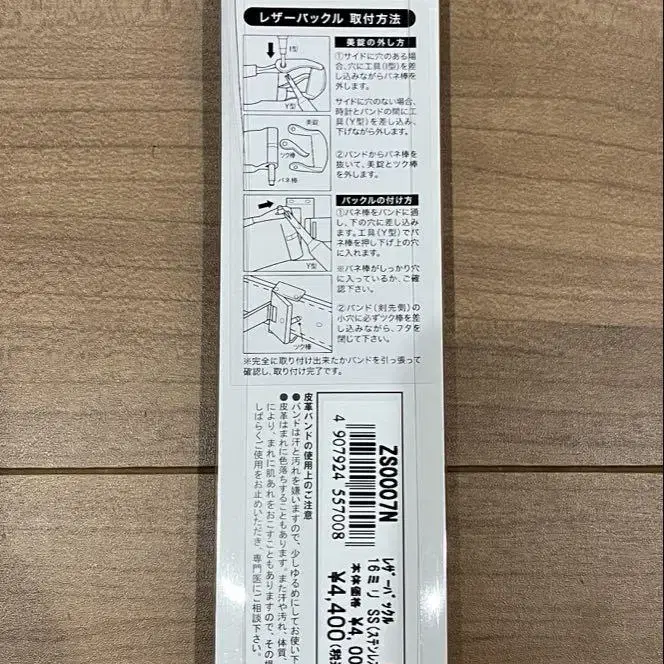 レザーバックル 取付方法
美錠の外し方
I型
Y型
①サイドに穴のある場
合、穴に工具(I型)を差
し込みながらバネ棒を
外します。
サイドに穴のない場合、
時計とバンドの間に工
具(Y型)を差し込み、
下げながら外します。
美錠
ツク棒
バネ棒
②バンドからバネ棒を
抜いて、美錠とツク棒
を外します。
バックルの付け方
Y型
①バネ棒をバンドに通
し、下の穴に差し込み
ます。工具(Y型)でバ
ネ棒を押し下げ上の穴
に入れます。
※バネ棒がしっかり穴
に入っているか、ご確
認下さい。
ツク棒
②バンド(剣先側)の
小穴に必ずツク棒を差
し込みながら、フタを
閉じて下さい。
※完全に取り付け出来たかバンドを引っ張って
確認し、取り付け完了です。
皮革バンドの使用上のご注意
●バンドは汗と汚れを嫌いますので、少しゆるめにしてお使い下
●皮革はまれに色落ちすることもあります。また汗や汚れ、体質、
により、まれに肌あれをおこすこともありますので、その
しばらくご使用をお止めいただき、専門医にご相談下さい。
ZS0007N
4 907924 557008
レザーバックル
16ミリ SS(ステンレ
本体価格 ¥4,00
¥4,400(税